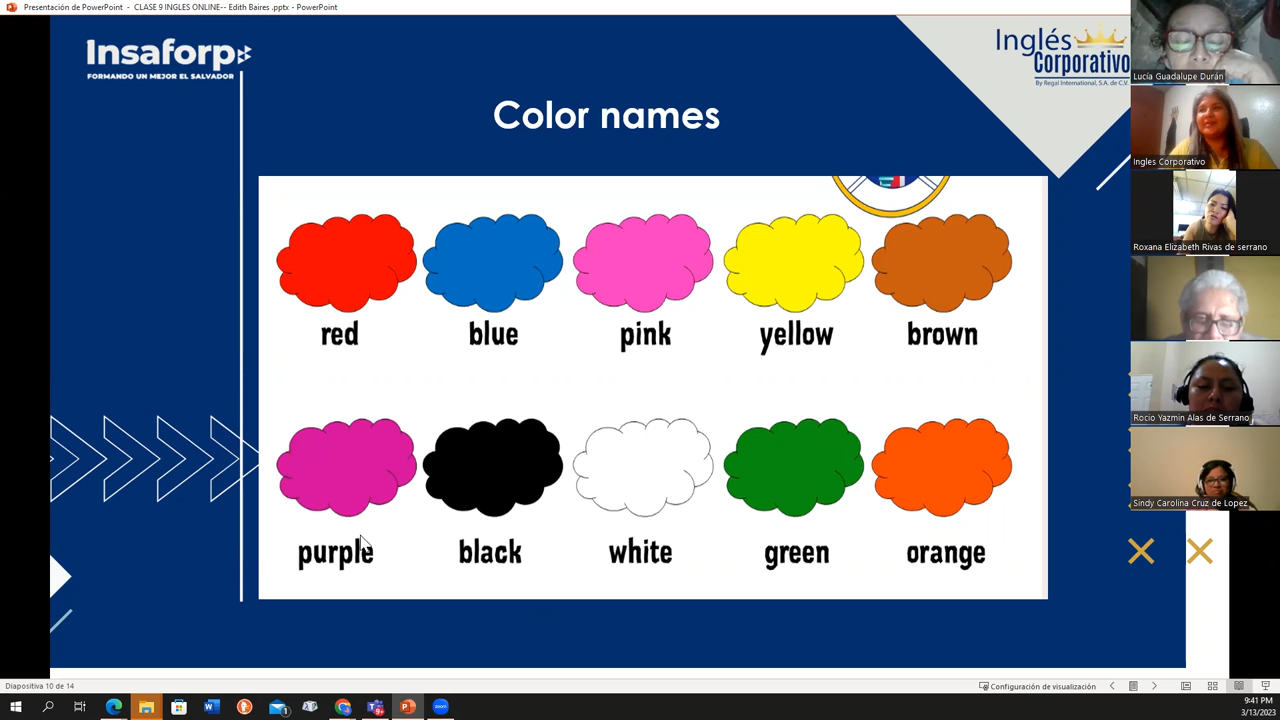 Presentación de PowerPoint - CLASE 9 INGLES ONLINE-- Edith Baires .pptx - PowerPoint
Insaforp
FORMANDO UN MEJOR EL SALVADOR
Inglés
Corporativo
By Regal International, S.A. de C.V.
Color names
red blue pink yellow brown
purple black white green orange
Lucía Guadalupe Durán
Ingles Corporativo
Roxana Elizabeth Rivas de serrano
Rocio Yazmin Alas de Serrano
Sindy Carolina Cruz de Lopez
Diapositiva 10 de 14
Configuración de visualización
9:41 PM
3/13/2023